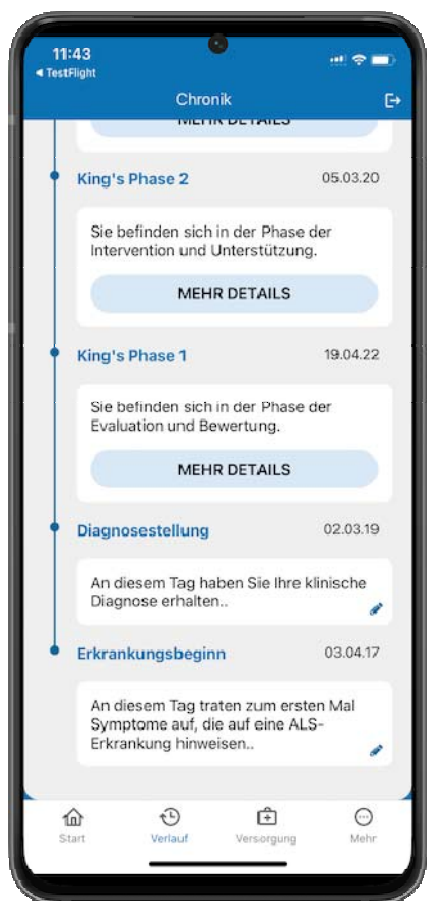 11:43
◀ TestFlight
Chronik
MEHR DETAILS
King's Phase 2 05.03.20
Sie befinden sich in der Phase der
Intervention und Unterstützung.
MEHR DETAILS
King's Phase 1 19.04.22
Sie befinden sich in der Phase der
Evaluation und Bewertung.
MEHR DETAILS
Diagnosestellung 02.03.19
An diesem Tag haben Sie Ihre klinische
Diagnose erhalten..
Erkrankungsbeginn 03.04.17
An diesem Tag traten zum ersten Mal
Symptome auf, die auf eine ALS-
Erkrankung hinweisen..
Start Verlauf Versorgung Mehr